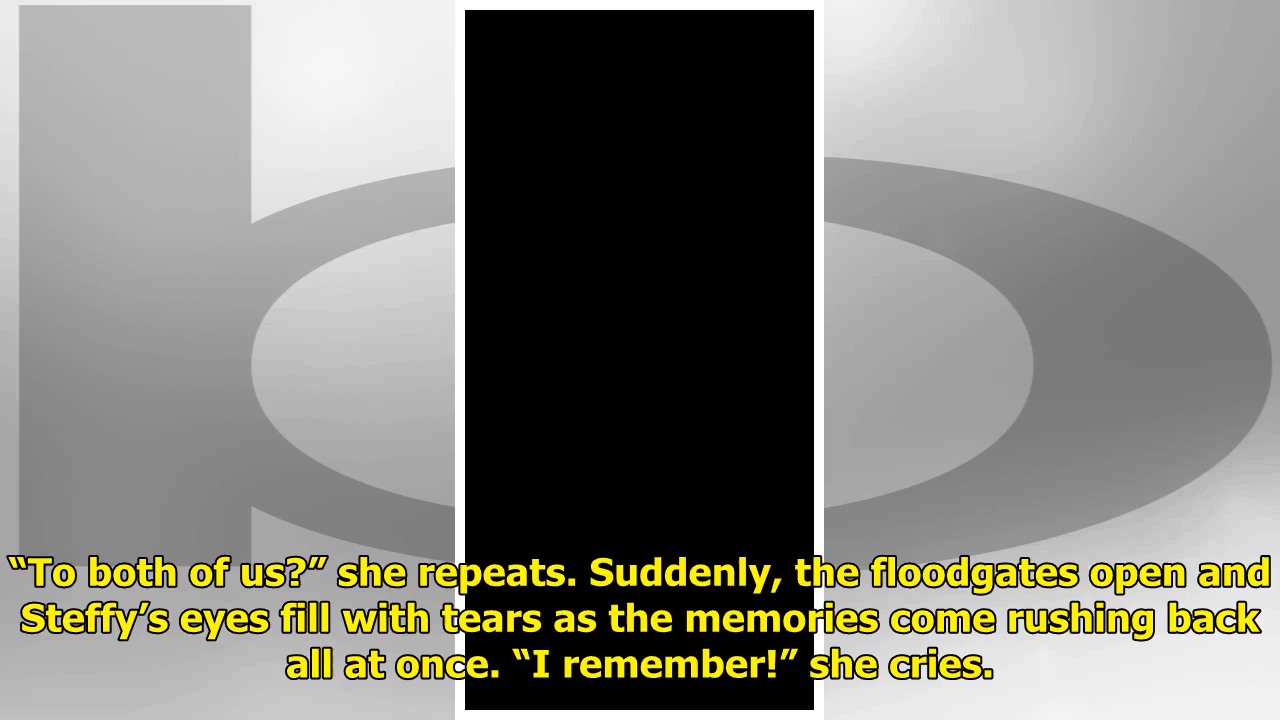 “To both of us?” she repeats. Suddenly, the floodgates open and
Steffy’s eyes fill with tears as the memories come rushing back
all at once. “I remember!” she cries.